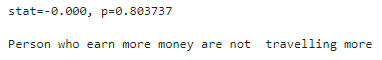 stat=-0.000, p=0.803737
Person who earn more money are not  travelling more